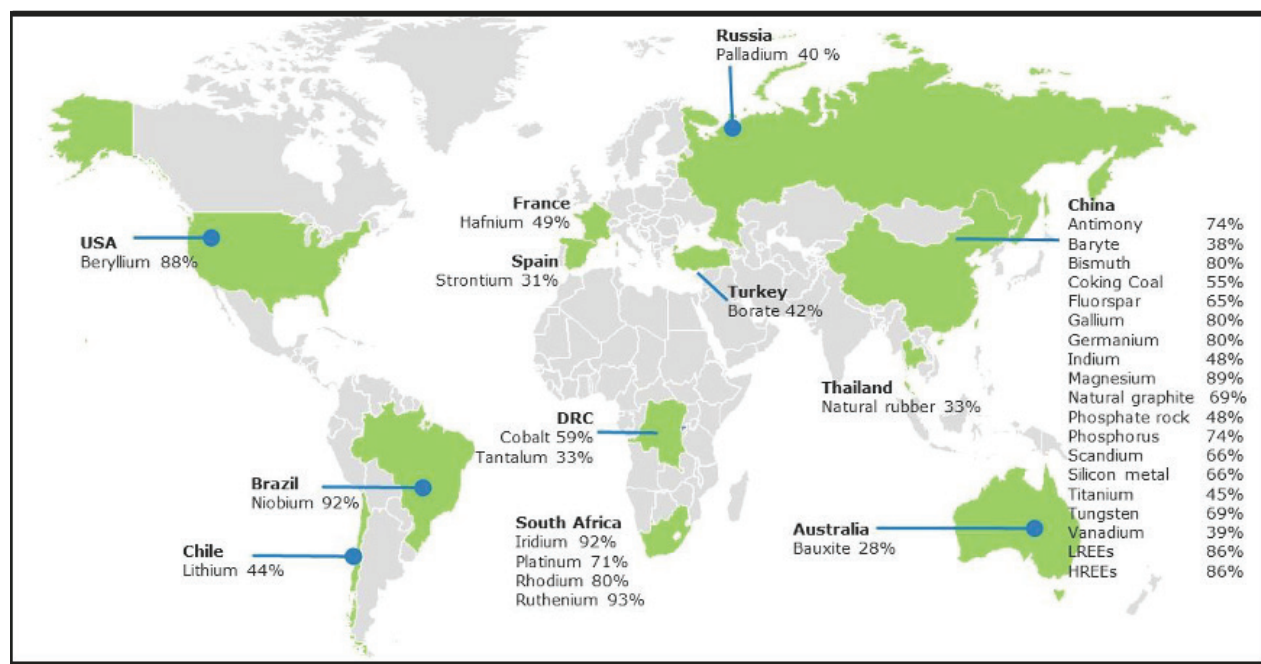 Russia
Palladium 40 %
France
Hafnium 49%
USA
Beryllium 88%
Spain
Strontium 31%
Turkey
Borate 42%
China
Antimony 74%
Baryte 38%
Bismuth 80%
Coking Coal 55%
Fluorspar 65%
Gallium 80%
Germanium 80%
Indium 48%
Magnesium 89%
Natural graphite 69%
Phosphate rock 48%
Phosphorus 74%
Scandium 66%
Silicon metal 66%
Titanium 45%
Tungsten 69%
Vanadium 39%
LREEs 86%
HREEs 86%
Thailand
Natural rubber 33%
DRC
Cobalt 59%
Tantalum 33%
Brazil
Niobium 92%
South Africa
Iridium 92%
Platinum 71%
Rhodium 80%
Ruthenium 93%
Australia
Bauxite 28%
Chile
Lithium 44%